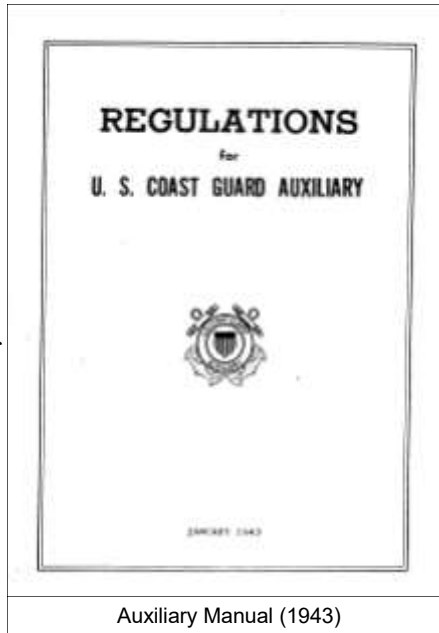 REGULATIONS
for
U. S. COAST GUARD AUXILIARY
JANUARY 1943
Auxiliary Manual (1943)